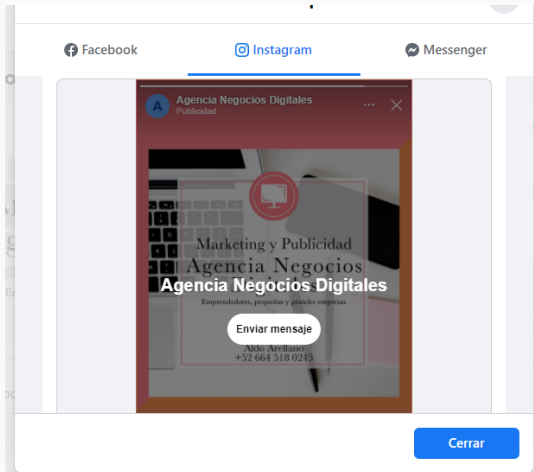 Facebook
Instagram
Messenger
A
Agencia Negocios Digitales
Publicidad
Marketing y Publicidad
Agencia Negocios
Agencia Negocios Digitales
Emprendedores, pequeñas y grandes empresas
Enviar mensaje
Aldo Arellano
+52 664 518 0245
Cerrar